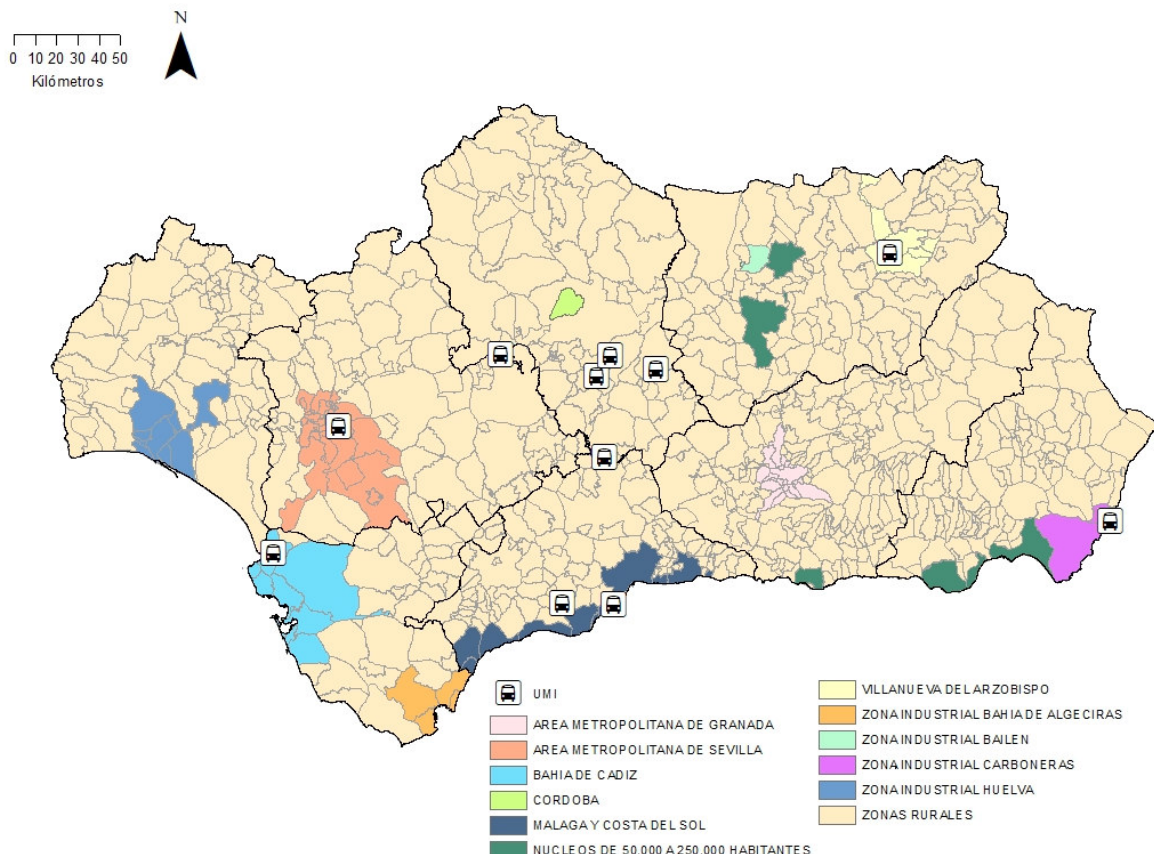 N
0 10 20 30 40 50
Kilómetros
UMI
AREA METROPOLITANA DE GRANADA
AREA METROPOLITANA DE SEVILLA
BAHIA DE CADIZ
CORDOBA
MALAGA Y COSTA DEL SOL
NUCLEOS DE 50.000 A 250.000 HABITANTES
VILLANUEVA DEL ARZOBISPO
ZONA INDUSTRIAL BAHIA DE ALGECIRAS
ZONA INDUSTRIAL BAILEN
ZONA INDUSTRIAL CARBONERAS
ZONA INDUSTRIAL HUELVA
ZONAS RURALES